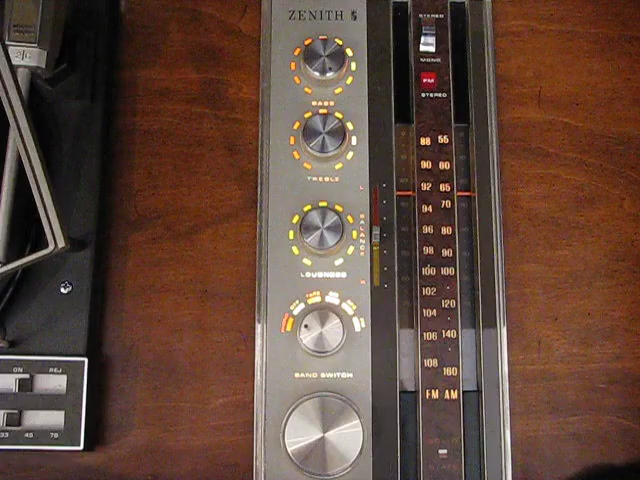 ZENITH
BASS
TREBLE
LOUDNESS
BALANCE
L
R
BAND SWITCH
STEREO
MONO
FM
STEREO
88 55
90 60
92 65
94 70
96 80
98 90
100 100
102
104 120
106 140
108 160
FM AM
ON REJ
33 45 78